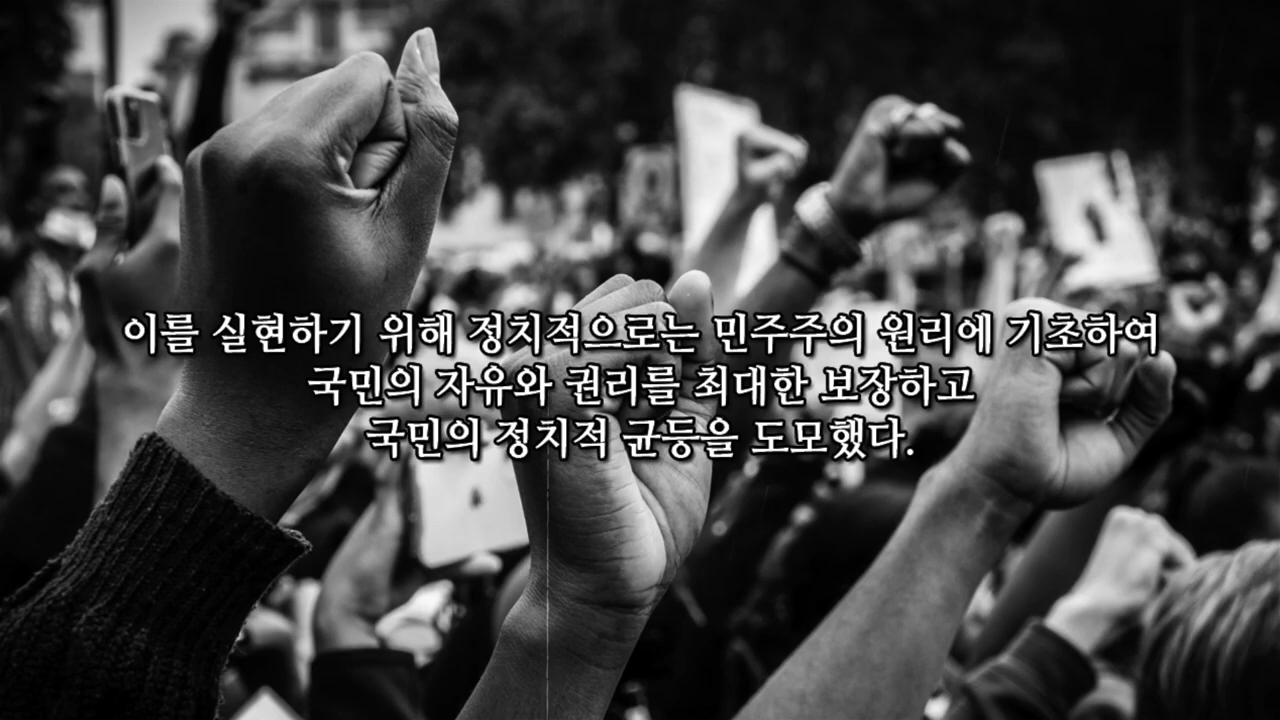 이를 실현하기 위해 정치적으로는 민주주의 원리에 기초하여
국민의 자유와 권리를 최대한 보장하고
국민의 정치적 균등을 도모했다.